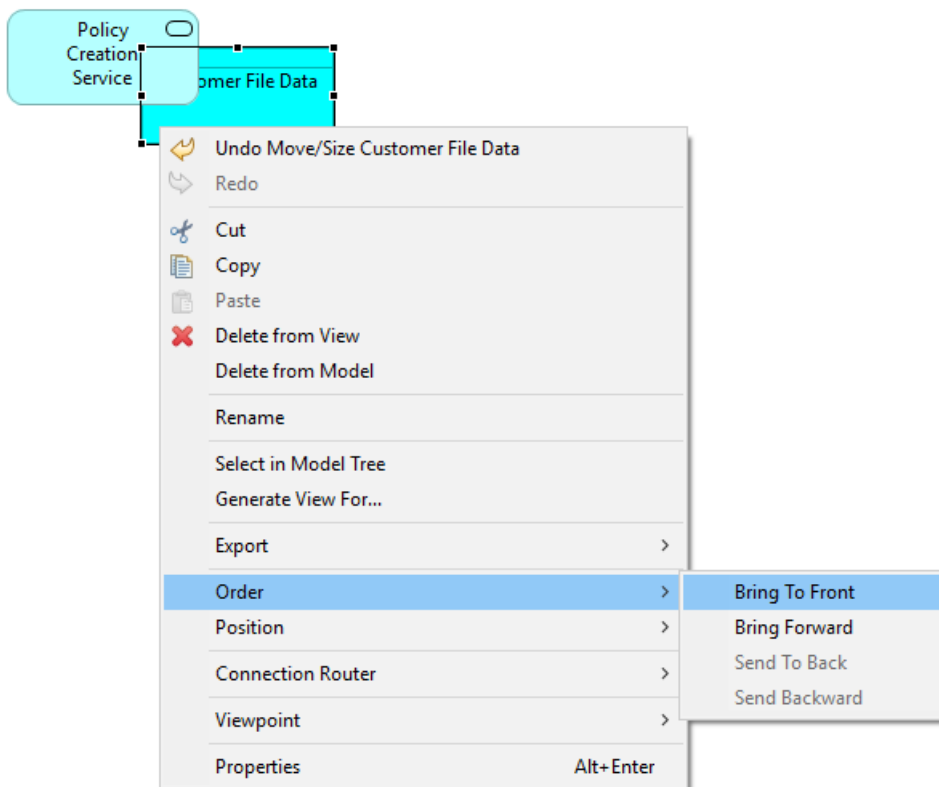 Policy
Creation
Service
omer File Data
Undo Move/Size Customer File Data
Redo
Cut
Copy
Paste
Delete from View
Delete from Model
Rename
Select in Model Tree
Generate View For...
Export
Order
Bring To Front
Position
Bring Forward
Send To Back
Connection Router
Send Backward
Viewpoint
Properties Alt+Enter